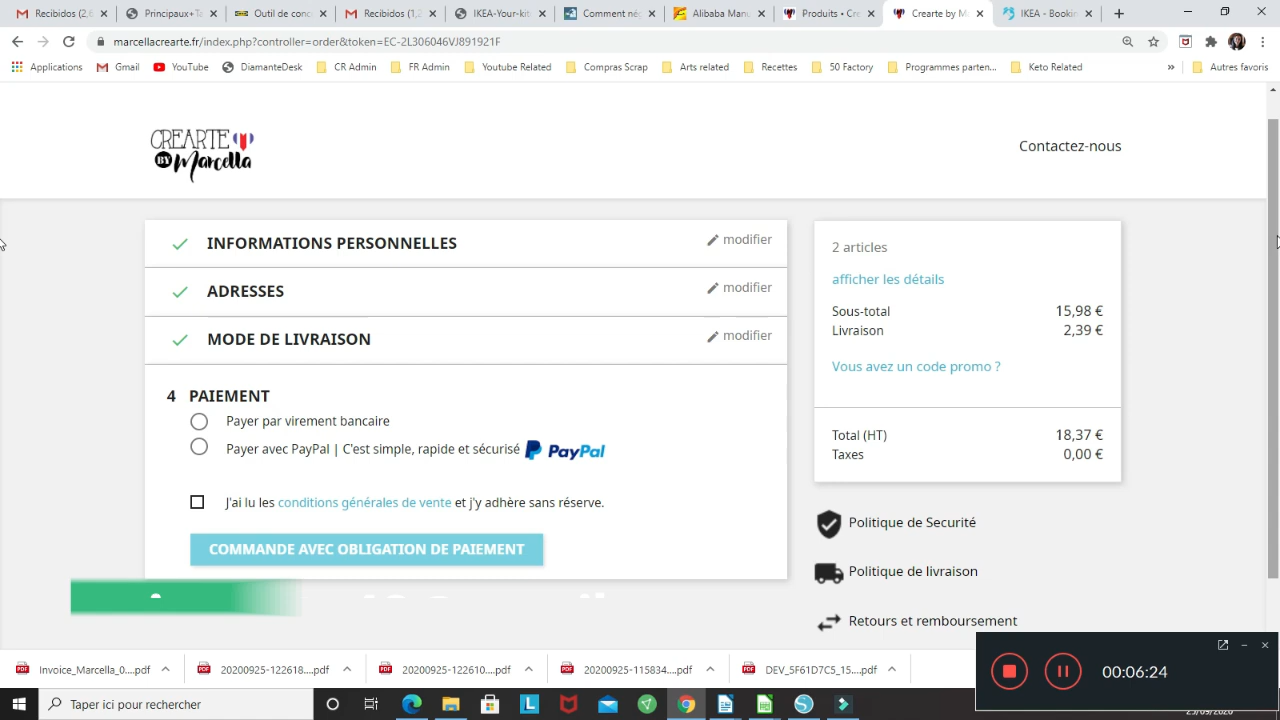 Recibidos (2.6
Principaux Te
Outil de conc
Recibidos (1.2
IKEA-Your-kit
Comment nég
Alibaba Manu
Produits • Cre
Crearte by Ma
IKEA - Bookin
marcellacrearte.fr/index.php?controller=order&token=EC-2L306046VJ891921F
Applications
Gmail
YouTube
DiamanteDesk
CR Admin
FR Admin
Youtube Related
Compras Scrap
Arts related
Recettes
50 Factory
Programmes parten...
Keto Related
»
Autres favoris
CREARTE
BY Marcella
Contactez-nous
INFORMATIONS PERSONNELLES
modifier
ADRESSES
modifier
MODE DE LIVRAISON
modifier
4 PAIEMENT
Payer par virement bancaire
Payer avec PayPal | C'est simple, rapide et sécurisé PayPal
J'ai lu les conditions générales de vente et j'y adhère sans réserve.
COMMANDE AVEC OBLIGATION DE PAIEMENT
2 articles
afficher les détails
Sous-total 15,98 €
Livraison 2,39 €
Vous avez un code promo ?
Total (HT) 18,37 €
Taxes 0,00 €
Politique de Securité
Politique de livraison
Retours et remboursement
Invoice_Marcella_0....pdf
20200925-122618....pdf
20200925-122610....pdf
20200925-115834....pdf
DEV_5F61D7C5_15....pdf
00:06:24
Taper ici pour rechercher
25/09/2020